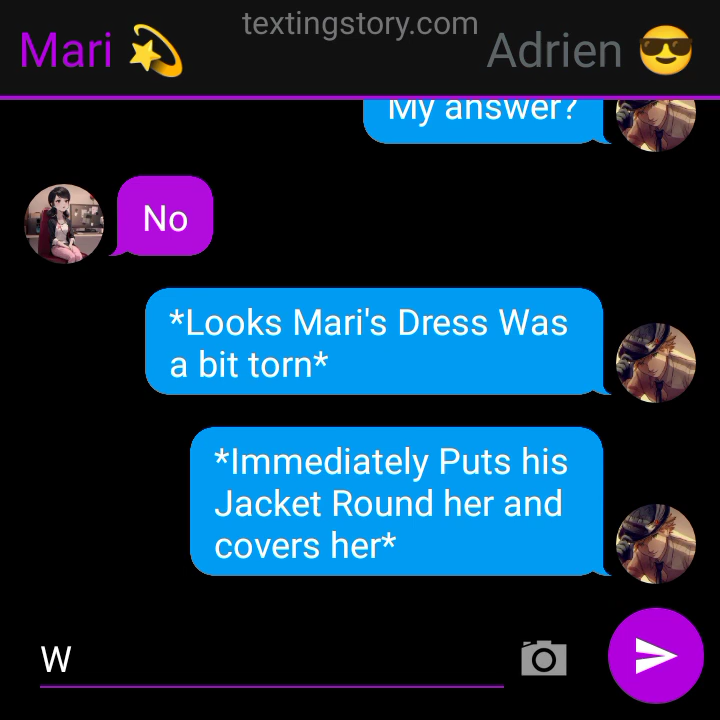 textingstory.com
Mari 💫
Adrien 😎
My answer?
No
*Looks Mari's Dress Was
a bit torn*
*Immediately Puts his
Jacket Round her and
covers her*
W